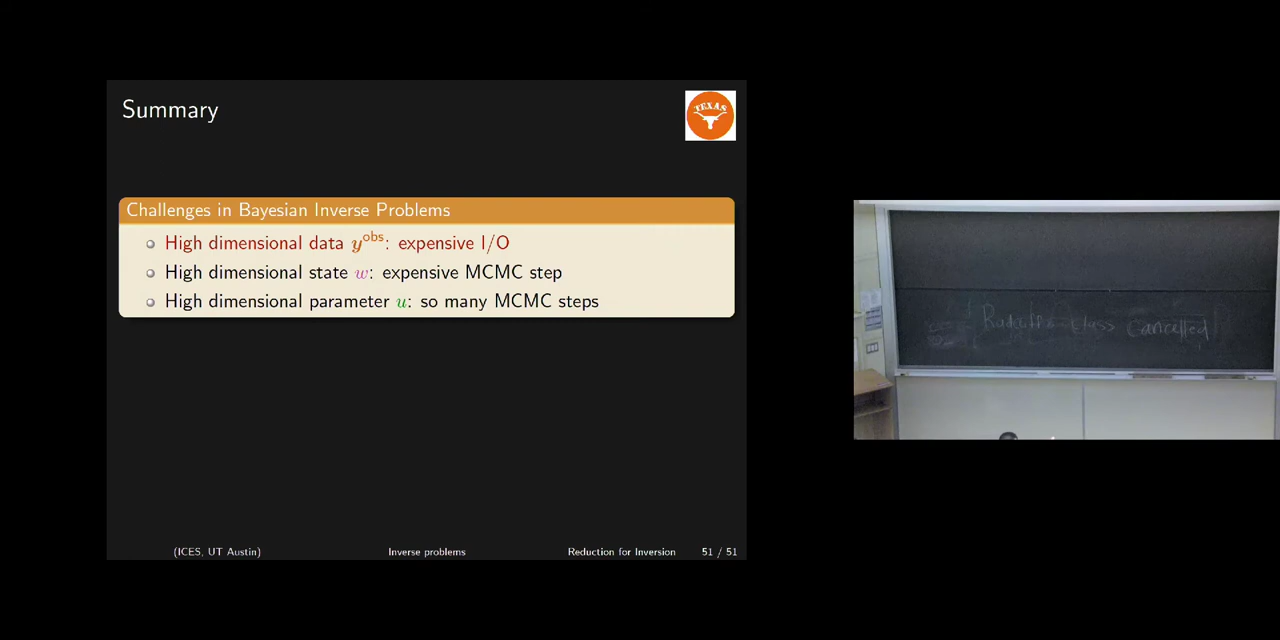 Summary
TEXAS
Challenges in Bayesian Inverse Problems
High dimensional data y^obs: expensive I/O
High dimensional state w: expensive MCMC step
High dimensional parameter u: so many MCMC steps
(ICES, UT Austin) Inverse problems Reduction for Inversion 51 / 51
Class Cancelled